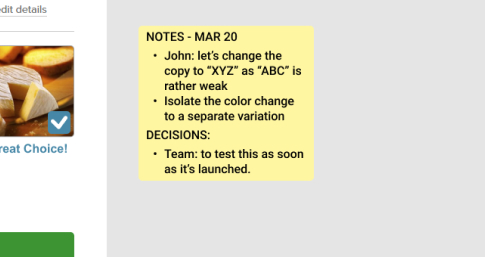 edit details
reat Choice!
NOTES - MAR 20
• John: let’s change the
copy to “XYZ” as “ABC” is
rather weak
• Isolate the color change
to a separate variation
DECISIONS:
• Team: to test this as soon
as it’s launched.